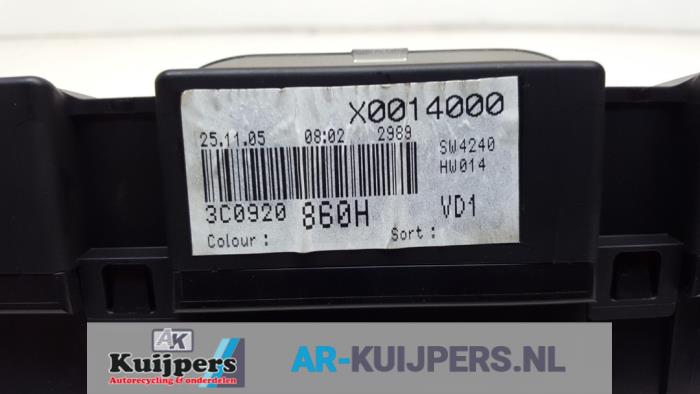 X0014000
25.11.05 08:02 2989
SW4240
HW014
3C0920 860H VD1
Colour : Sort :
AK
Kuijpers
Autorecycling & onderdelen
AR-KUIJPERS.NL